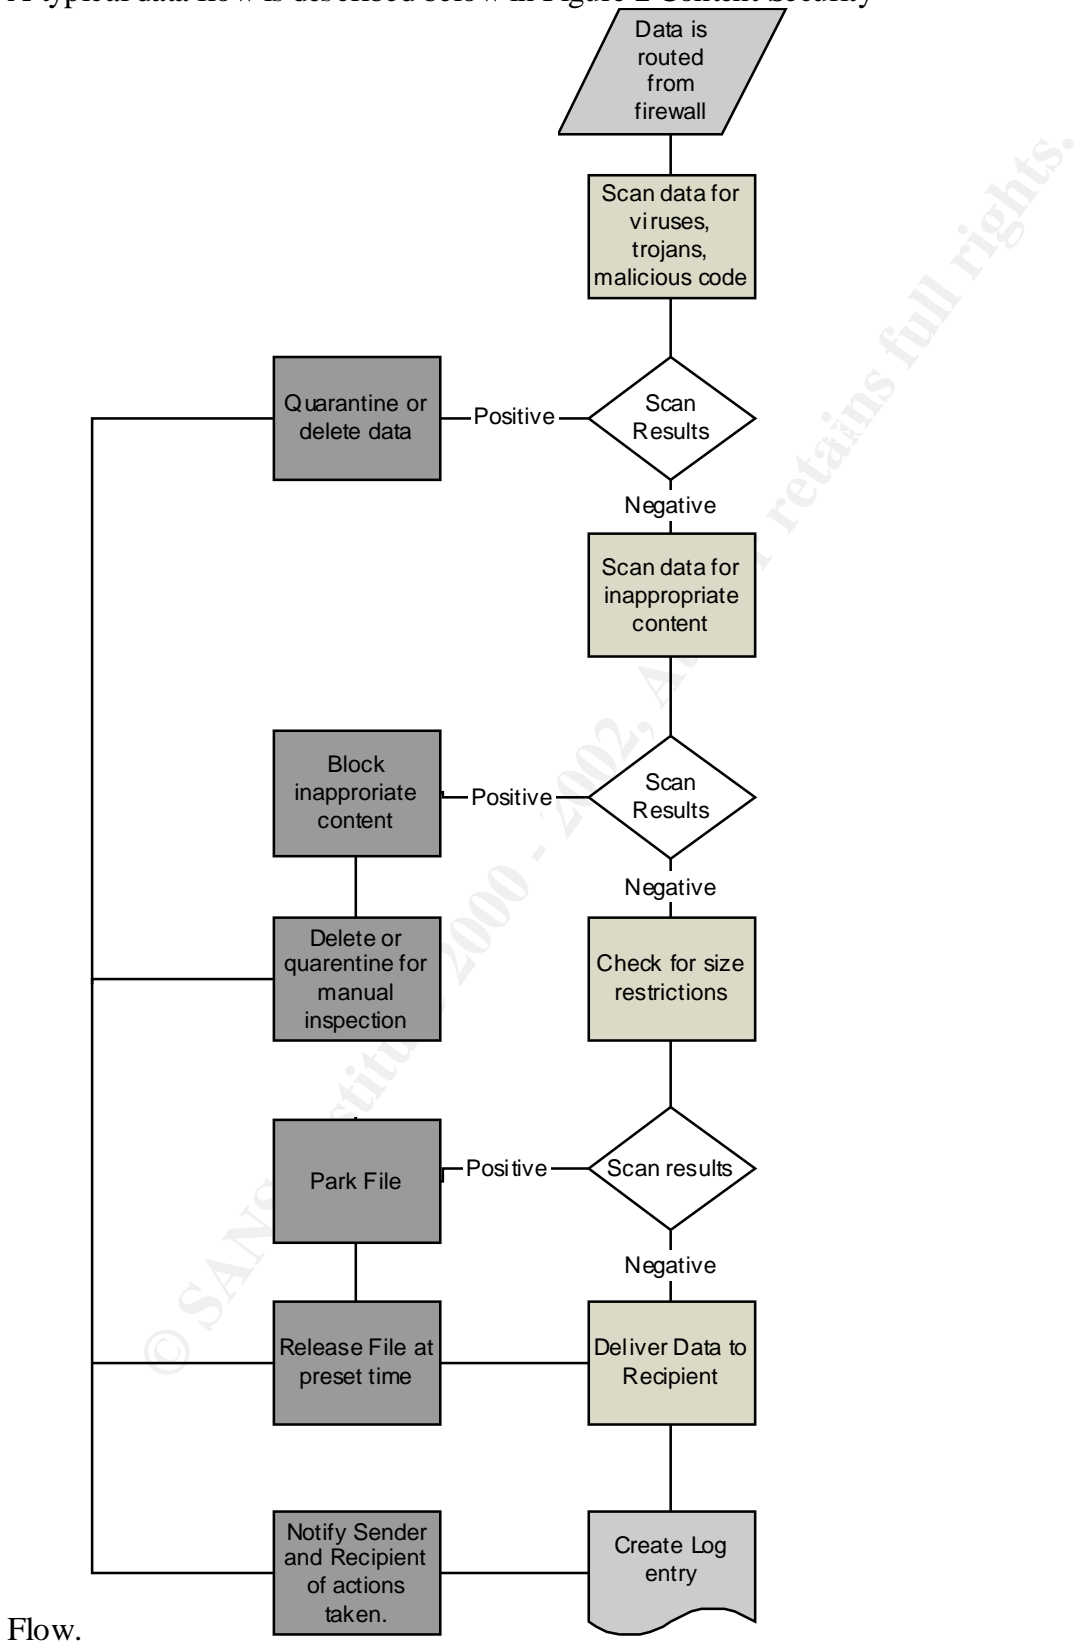 A typical data flow is described below in Figure 2 Content Security
Data is
routed
from
firewall
Scan data for
viruses,
trojans,
malicious code
Quarantine or
delete data
Positive
Scan
Results
Negative
Scan data for
inappropriate
content
Block
inapproriate
content
Positive
Scan
Results
Negative
Delete or
quarentine for
manual
inspection
Check for size
restrictions
Park File
Positive
Scan results
Negative
Release File at
preset time
Deliver Data to
Recipient
Notify Sender
and Recipient
of actions
taken.
Create Log
entry
Flow.
© SANS Institute 2000 - 2002, Author retains full rights.